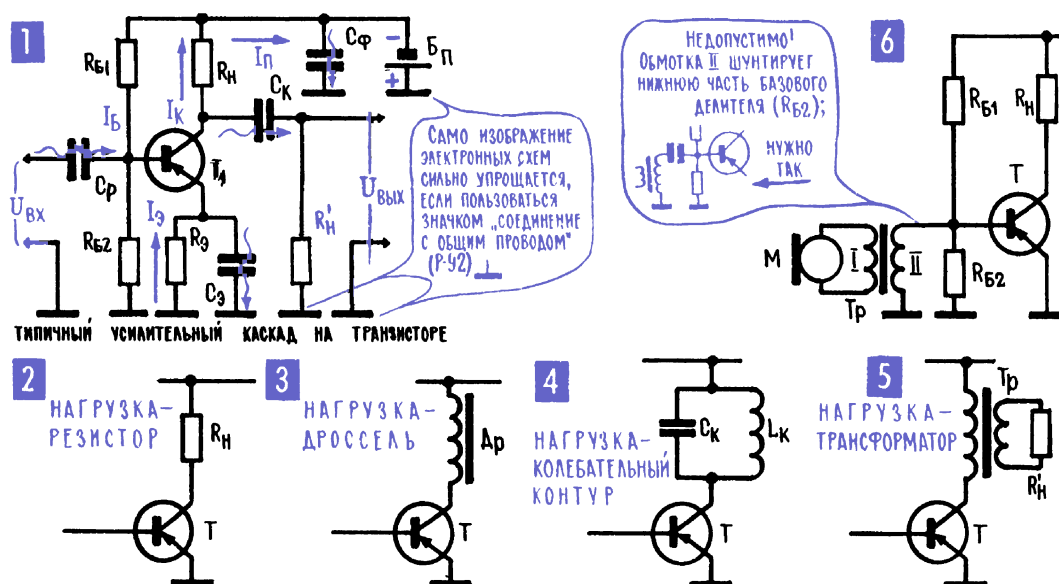 1
RБ1
RН
IП
CФ
−
БП
+
IБ
IК
CК
CР
T1
UВХ
UВЫХ
IЭ
RЭ
R'Н
RБ2
CЭ
САМО ИЗОБРАЖЕНИЕ
ЭЛЕКТРОННЫХ СХЕМ
СИЛЬНО УПРОЩАЕТСЯ,
ЕСЛИ ПОЛЬЗОВАТЬСЯ
ЗНАЧКОМ „СОЕДИНЕНИЕ
С ОБЩИМ ПРОВОДОМ"
(Р-92)
ТИПИЧНЫЙ УСИЛИТЕЛЬНЫЙ КАСКАД НА ТРАНЗИСТОРЕ
НЕДОПУСТИМО!
ОБМОТКА II ШУНТИРУЕТ
НИЖНЮЮ ЧАСТЬ БАЗОВОГО
ДЕЛИТЕЛЯ (RБ2);
НУЖНО
ТАК
6
RБ1
RН
T
М
I
II
Тр
RБ2
2
НАГРУЗКА–
РЕЗИСТОР
RН
T
3
НАГРУЗКА–
ДРОССЕЛЬ
Др
T
4
НАГРУЗКА–
КОЛЕБАТЕЛЬНЫЙ
КОНТУР
CК
LК
T
5
НАГРУЗКА–
ТРАНСФОРМАТОР
Тр
R'Н
T